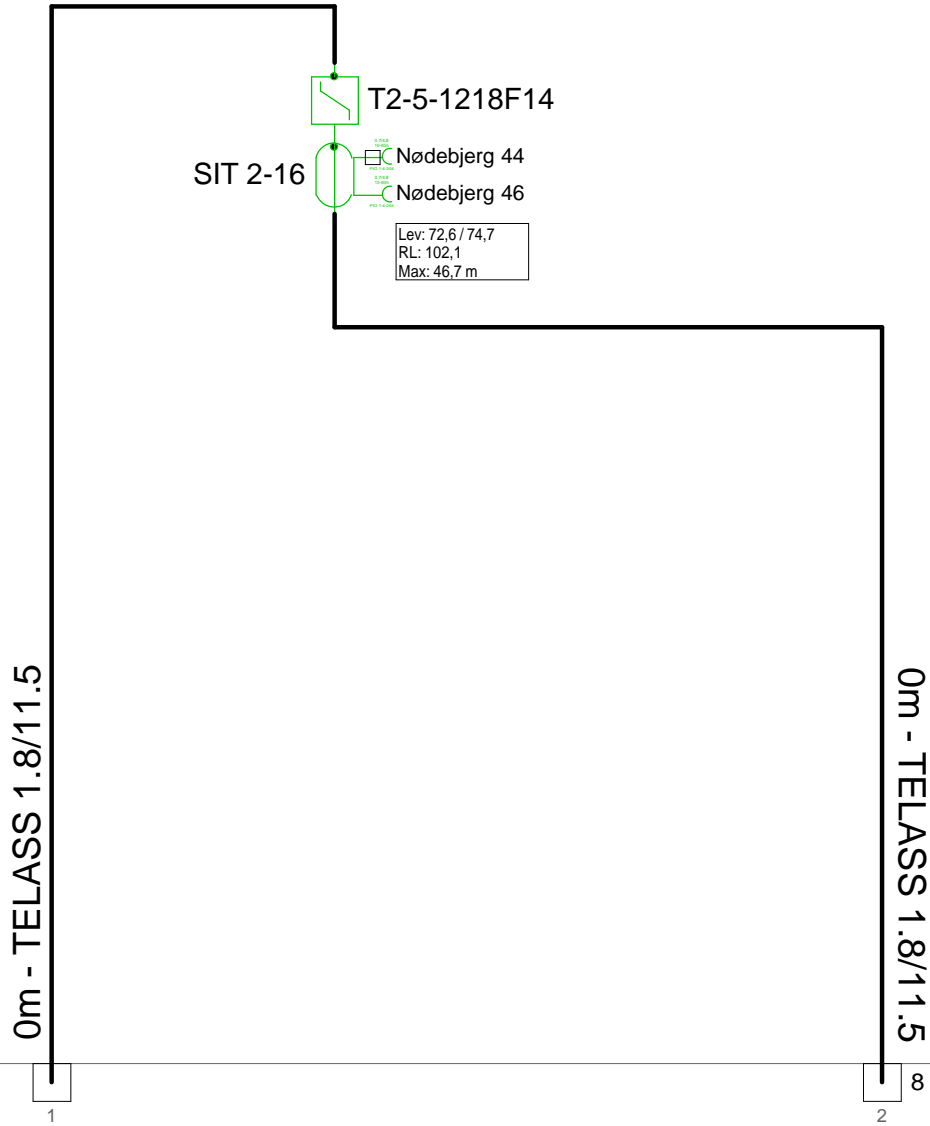 T2-5-1218F14
SIT 2-16
Nødebjerg 44
Nødebjerg 46
Lev: 72,6 / 74,7
RL: 102,1
Max: 46,7 m
0m - TELASS 1.8/11.5
0m - TELASS 1.8/11.5
8
1
2